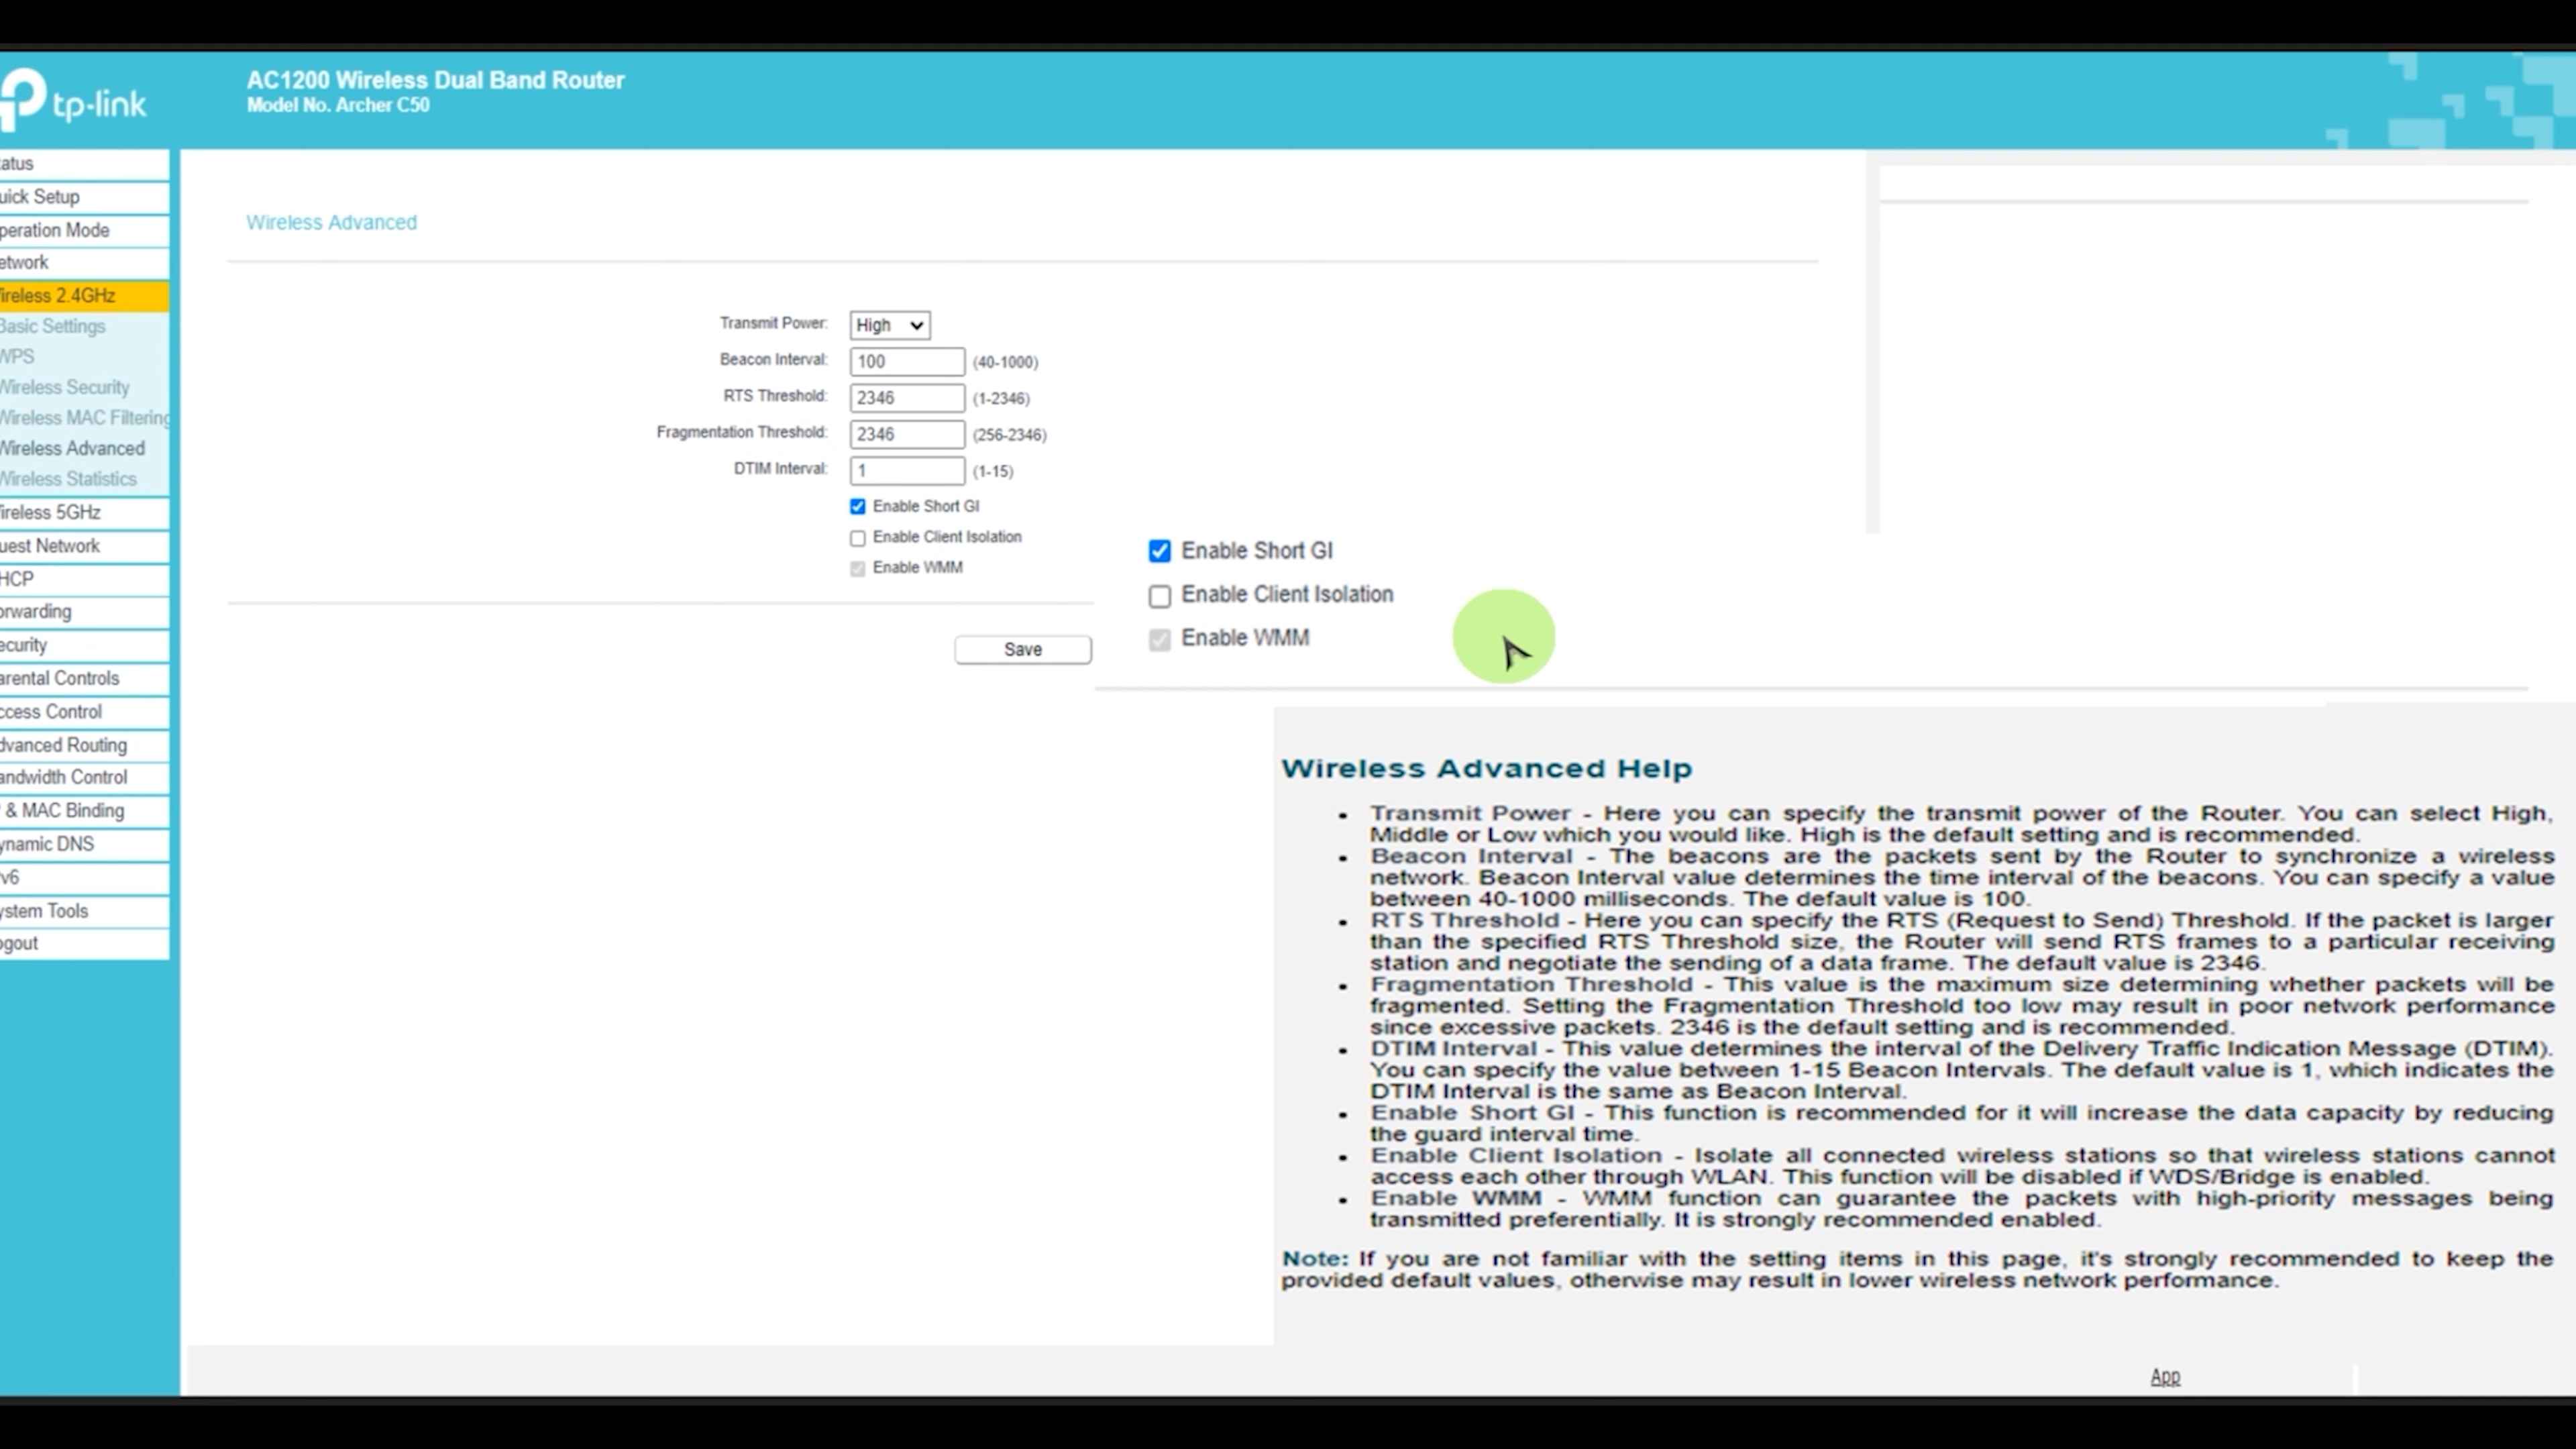 tp-link
AC1200 Wireless Dual Band Router
Model No. Archer C50
atus
uick Setup
peration Mode
etwork
ireless 2.4GHz
Basic Settings
WPS
Wireless Security
Wireless MAC Filtering
Wireless Advanced
Wireless Statistics
ireless 5GHz
uest Network
HCP
orwarding
ecurity
arental Controls
ccess Control
dvanced Routing
andwidth Control
& MAC Binding
ynamic DNS
v6
ystem Tools
ogout
Wireless Advanced
Transmit Power: High
Beacon Interval: 100 (40-1000)
RTS Threshold: 2346 (1-2346)
Fragmentation Threshold: 2346 (256-2346)
DTIM Interval: 1 (1-15)
Enable Short GI
Enable Client Isolation
Enable WMM
Save
Enable Short GI
Enable Client Isolation
Enable WMM
Wireless Advanced Help
• Transmit Power - Here you can specify the transmit power of the Router. You can select High,
Middle or Low which you would like. High is the default setting and is recommended.
• Beacon Interval - The beacons are the packets sent by the Router to synchronize a wireless
network. Beacon Interval value determines the time interval of the beacons. You can specify a value
between 40-1000 milliseconds. The default value is 100.
• RTS Threshold - Here you can specify the RTS (Request to Send) Threshold. If the packet is larger
than the specified RTS Threshold size, the Router will send RTS frames to a particular receiving
station and negotiate the sending of a data frame. The default value is 2346.
• Fragmentation Threshold - This value is the maximum size determining whether packets will be
fragmented. Setting the Fragmentation Threshold too low may result in poor network performance
since excessive packets. 2346 is the default setting and is recommended.
• DTIM Interval - This value determines the interval of the Delivery Traffic Indication Message (DTIM).
You can specify the value between 1-15 Beacon Intervals. The default value is 1, which indicates the
DTIM Interval is the same as Beacon Interval.
• Enable Short GI - This function is recommended for it will increase the data capacity by reducing
the guard interval time.
• Enable Client Isolation - Isolate all connected wireless stations so that wireless stations cannot
access each other through WLAN. This function will be disabled if WDS/Bridge is enabled.
• Enable WMM - WMM function can guarantee the packets with high-priority messages being
transmitted preferentially. It is strongly recommended enabled.
Note: If you are not familiar with the setting items in this page, it's strongly recommended to keep the
provided default values, otherwise may result in lower wireless network performance.
App